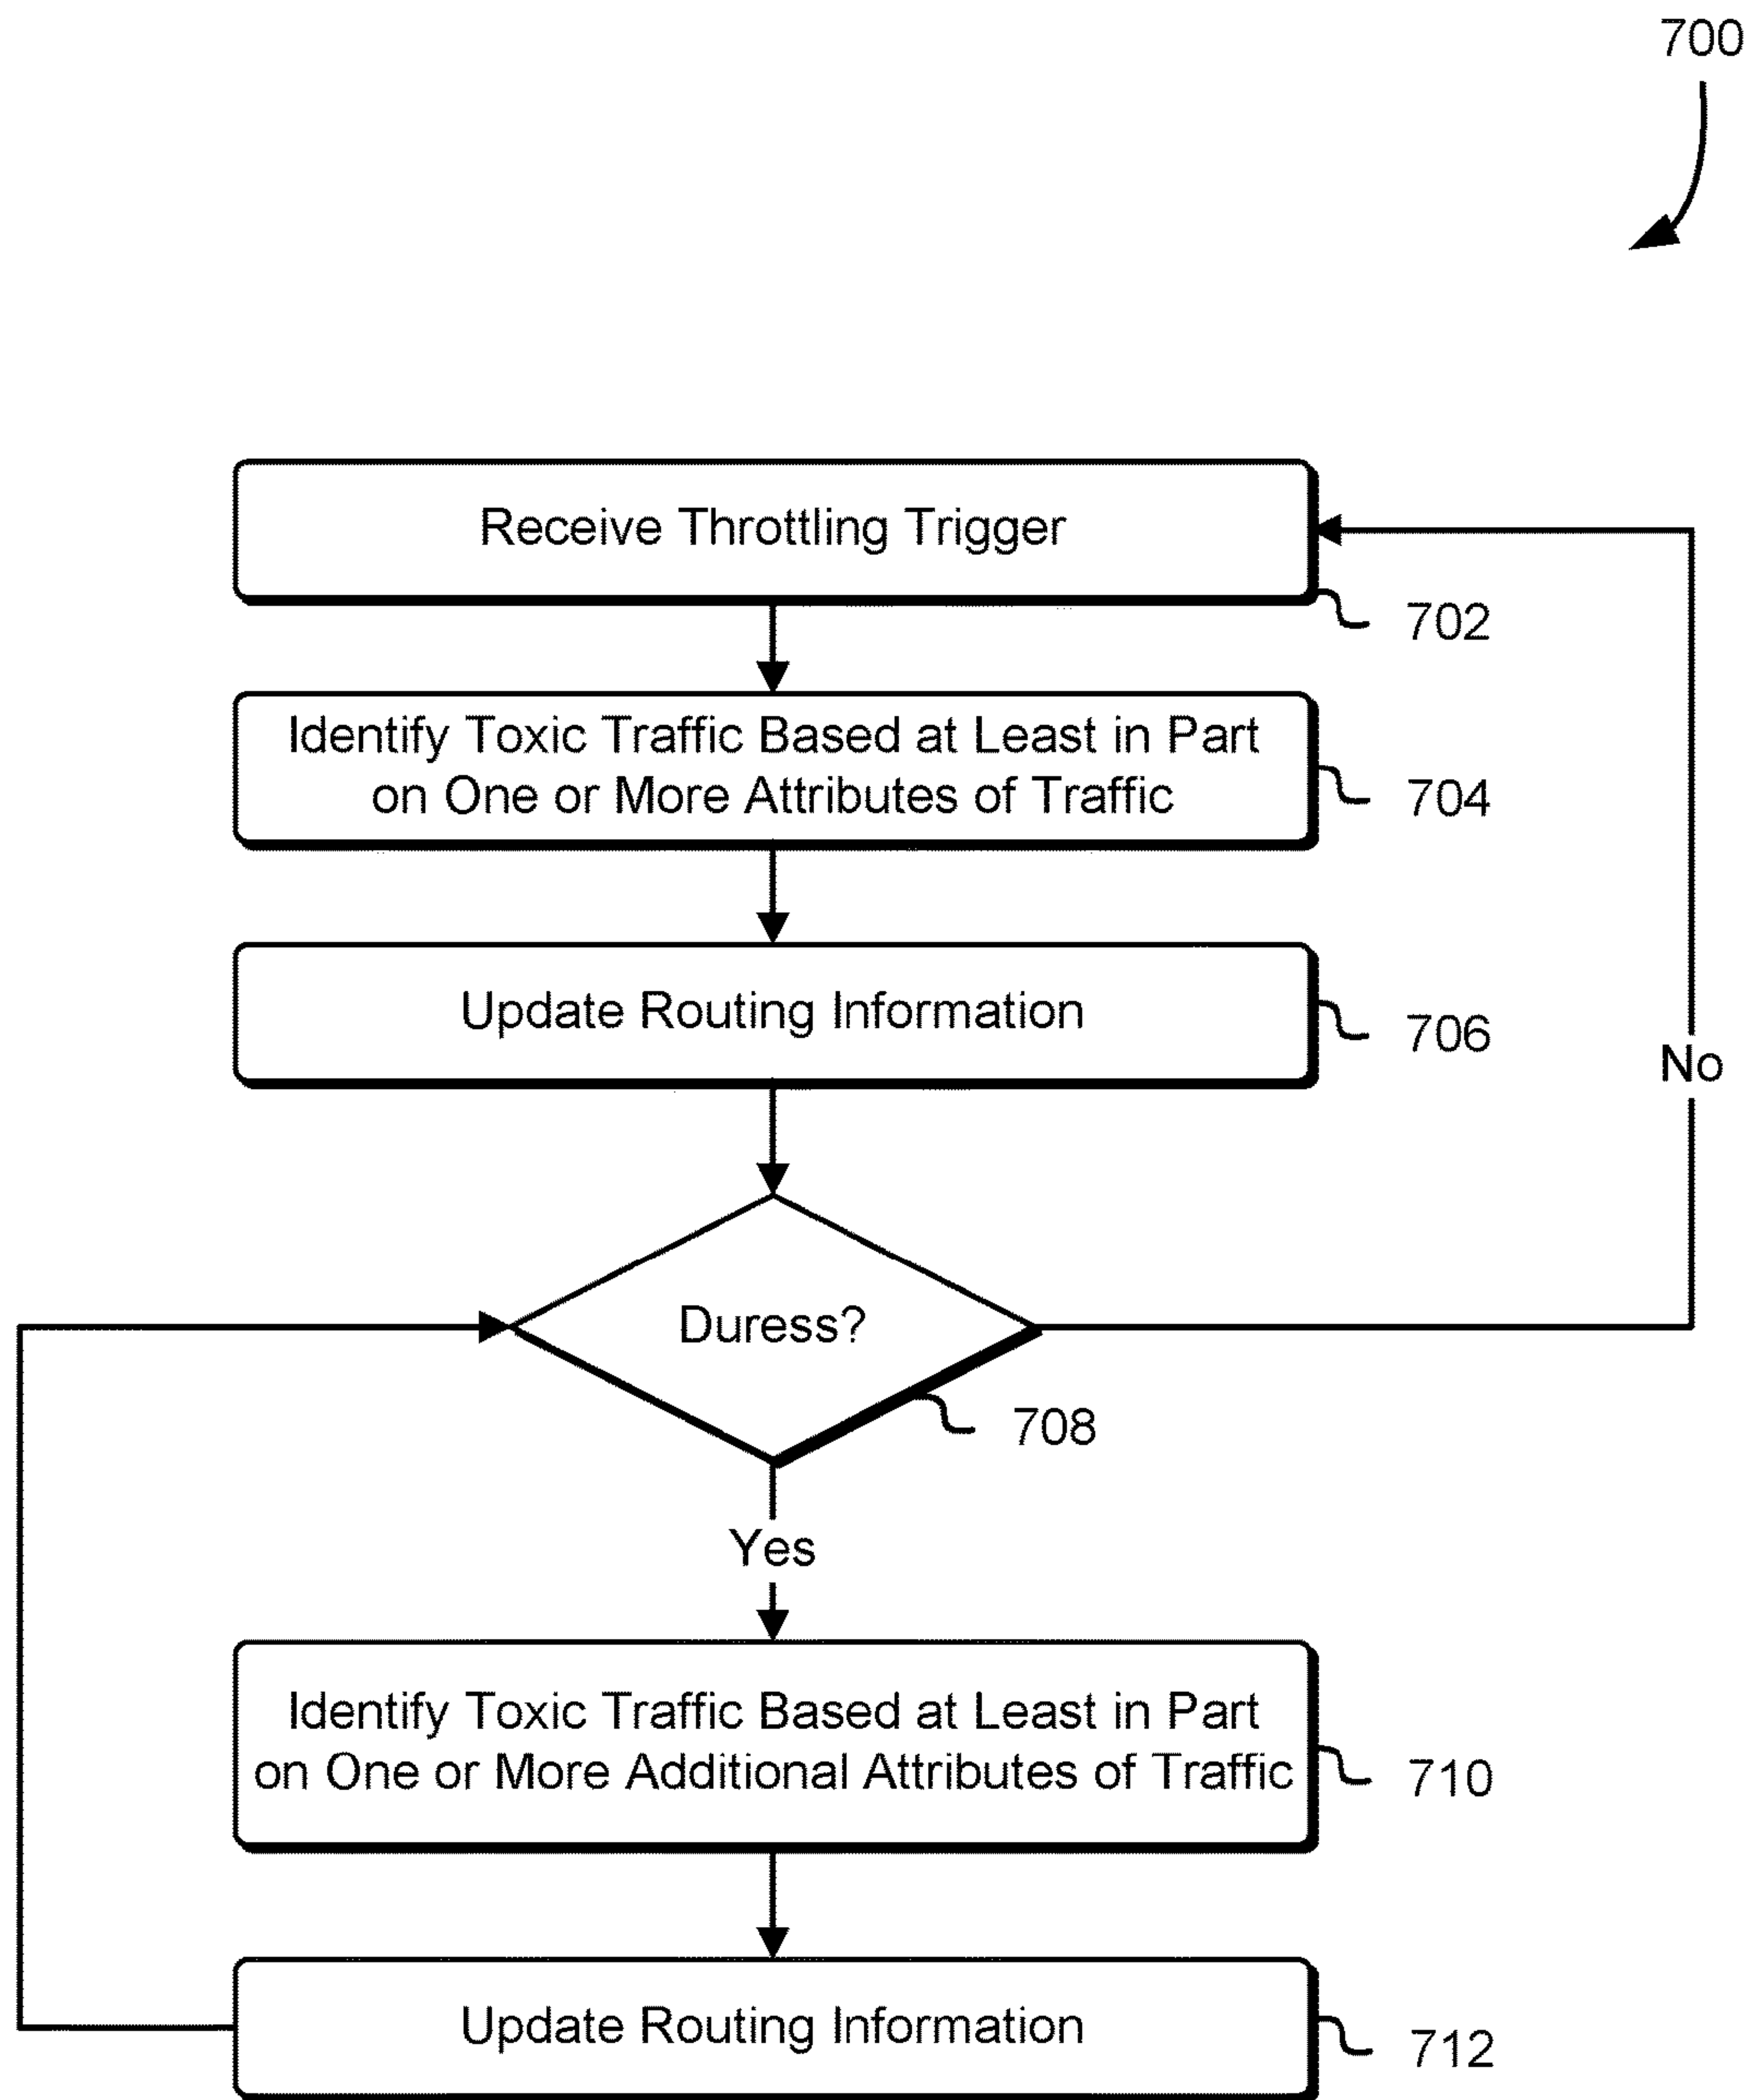 700
Receive Throttling Trigger
702
Identify Toxic Traffic Based at Least in Part
on One or More Attributes of Traffic
704
Update Routing Information
706
No
Duress?
708
Yes
Identify Toxic Traffic Based at Least in Part
on One or More Additional Attributes of Traffic
710
Update Routing Information
712